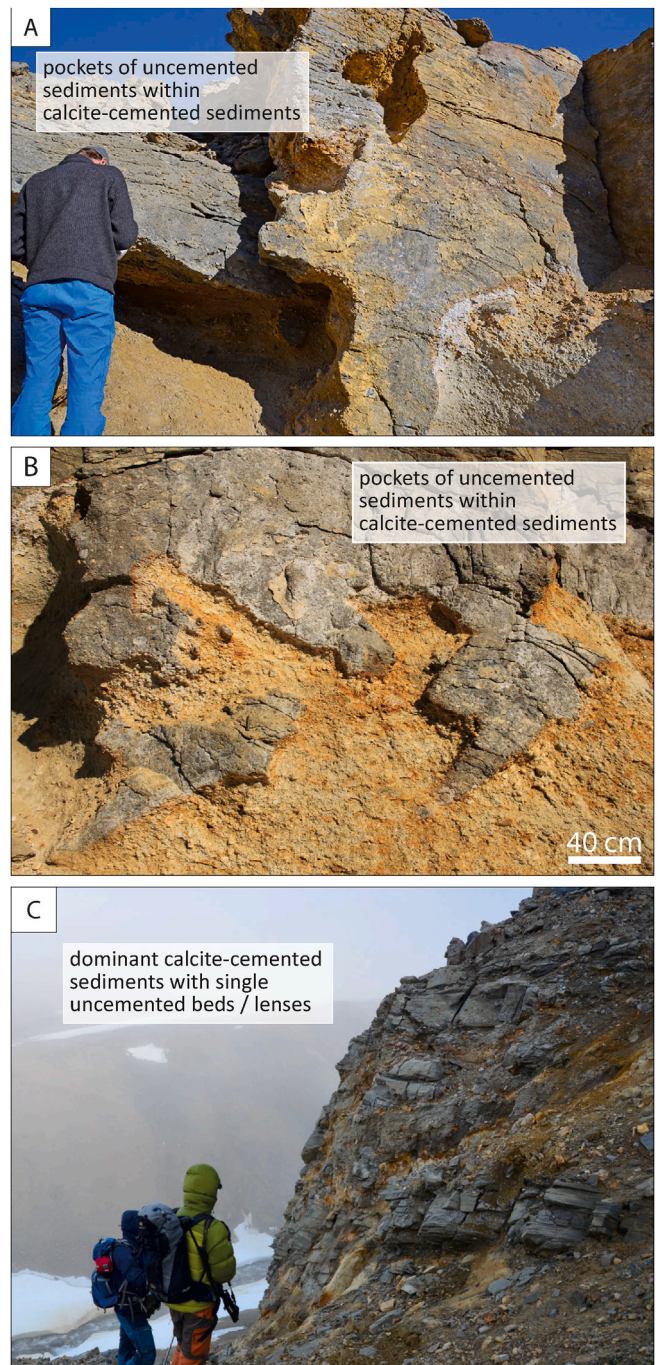 A
pockets of uncemented
sediments within
calcite-cemented sediments
B
pockets of uncemented
sediments within
calcite-cemented sediments
40 cm
C
dominant calcite-cemented
sediments with single
uncemented beds / lenses